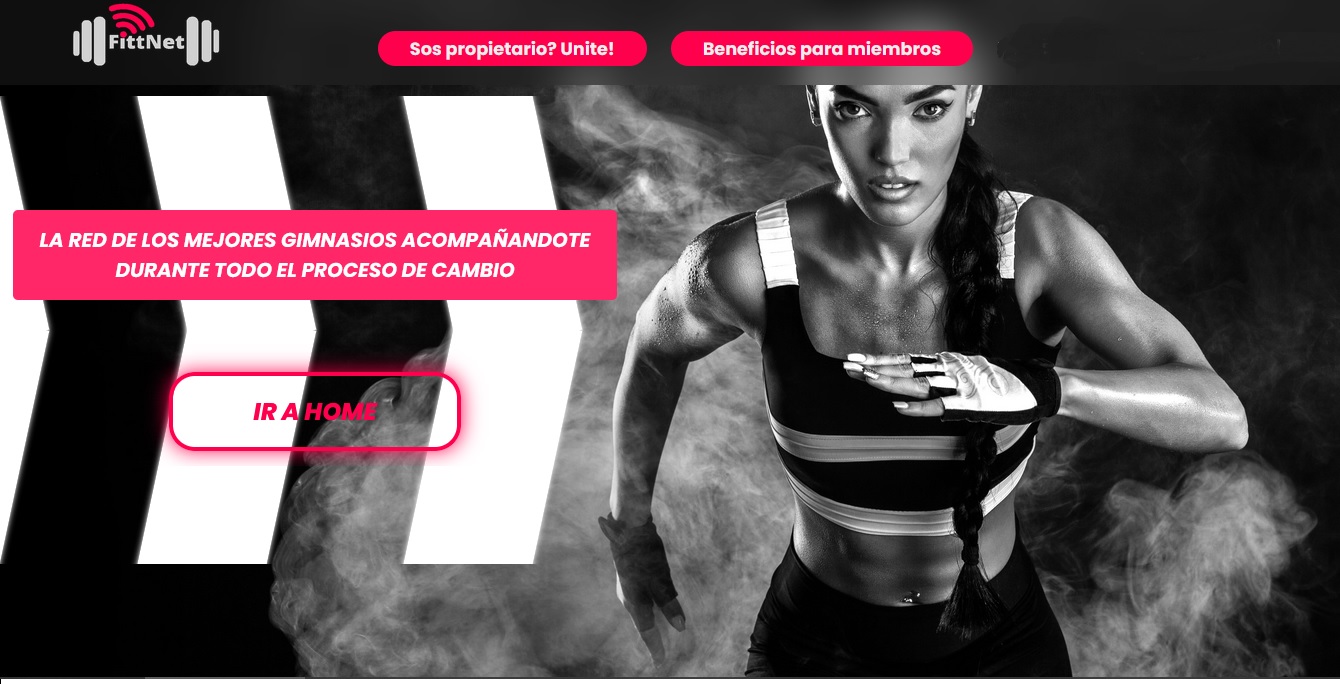 FittNet
Sos propietario? Unite!
Beneficios para miembros
LA RED DE LOS MEJORES GIMNASIOS ACOMPAÑANDOTE
DURANTE TODO EL PROCESO DE CAMBIO
IR A HOME